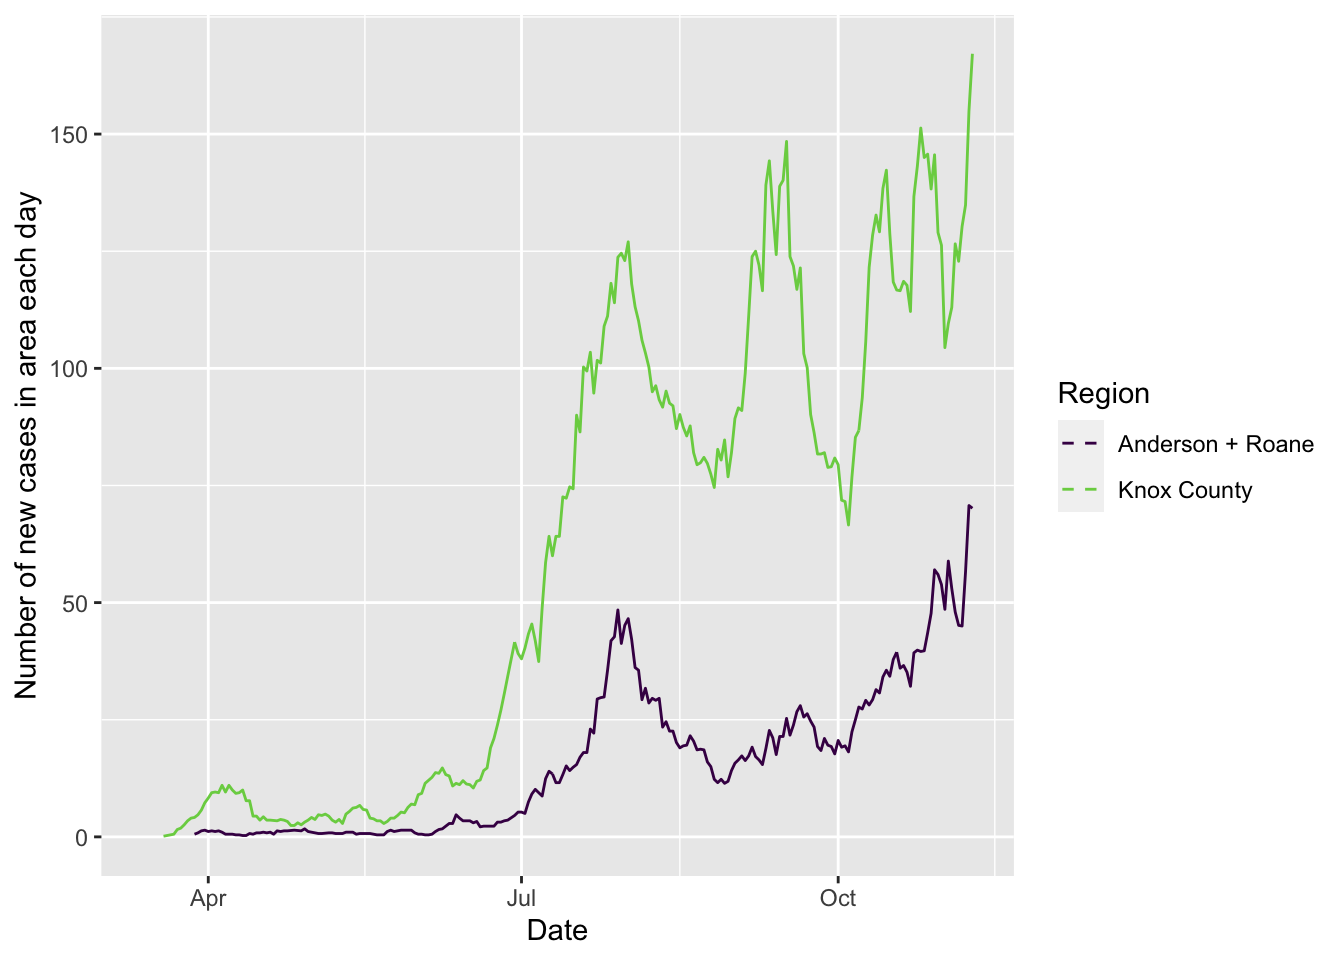 Number of new cases in area each day
150
100
50
0
Apr
Jul
Oct
Date
Region
Anderson + Roane
Knox County